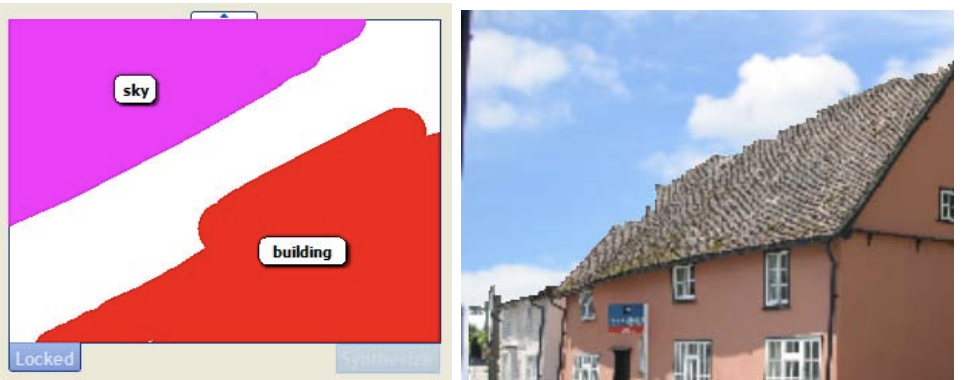 sky
building
Locked
Synthesize